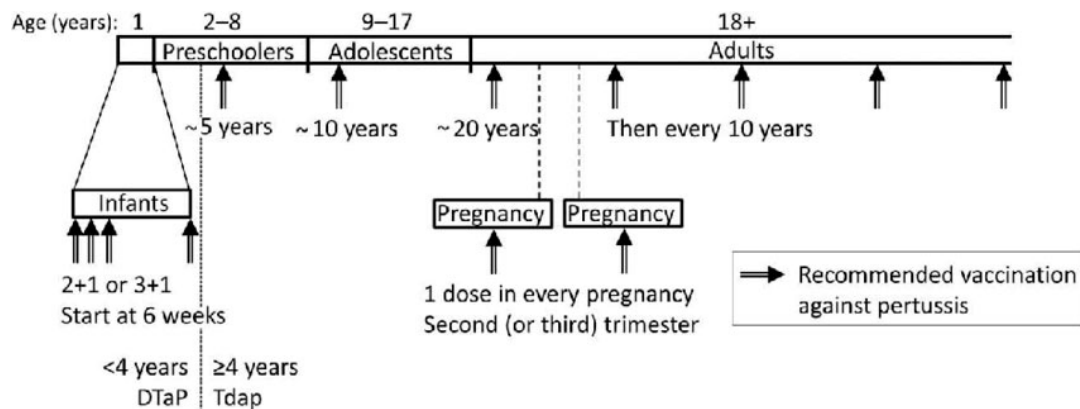 Age (years): 1 2–8 9–17 18+
Preschoolers Adolescents Adults
~5 years ~10 years ~20 years Then every 10 years
Infants
Pregnancy Pregnancy
2+1 or 3+1
Start at 6 weeks
1 dose in every pregnancy
Second (or third) trimester
Recommended vaccination
against pertussis
<4 years ≥4 years
DTaP Tdap